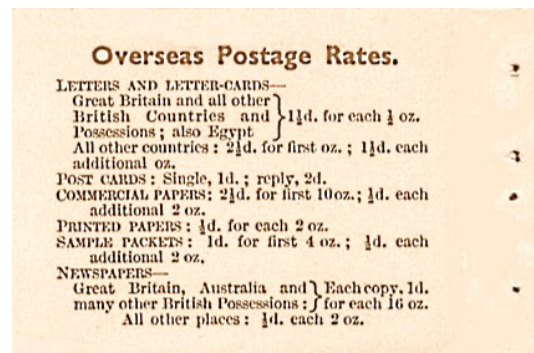 Overseas Postage Rates.
LETTERS AND LETTER-CARDS—
Great Britain and all other
British Countries and } 1½d. for each ½ oz.
Possessions ; also Egypt
All other countries : 2½d. for first oz. ; 1½d. each
additional oz.
POST CARDS : Single, 1d. ; reply, 2d.
COMMERCIAL PAPERS: 2½d. for first 10oz.; ½d. each
additional 2 oz.
PRINTED PAPERS : ½d. for each 2 oz.
SAMPLE PACKETS : 1d. for first 4 oz. ; ½d. each
additional 2 oz.
NEWSPAPERS—
Great Britain, Australia and } Each copy, 1d.
many other British Possessions : } for each 16 oz.
All other places : ½d. each 2 oz.